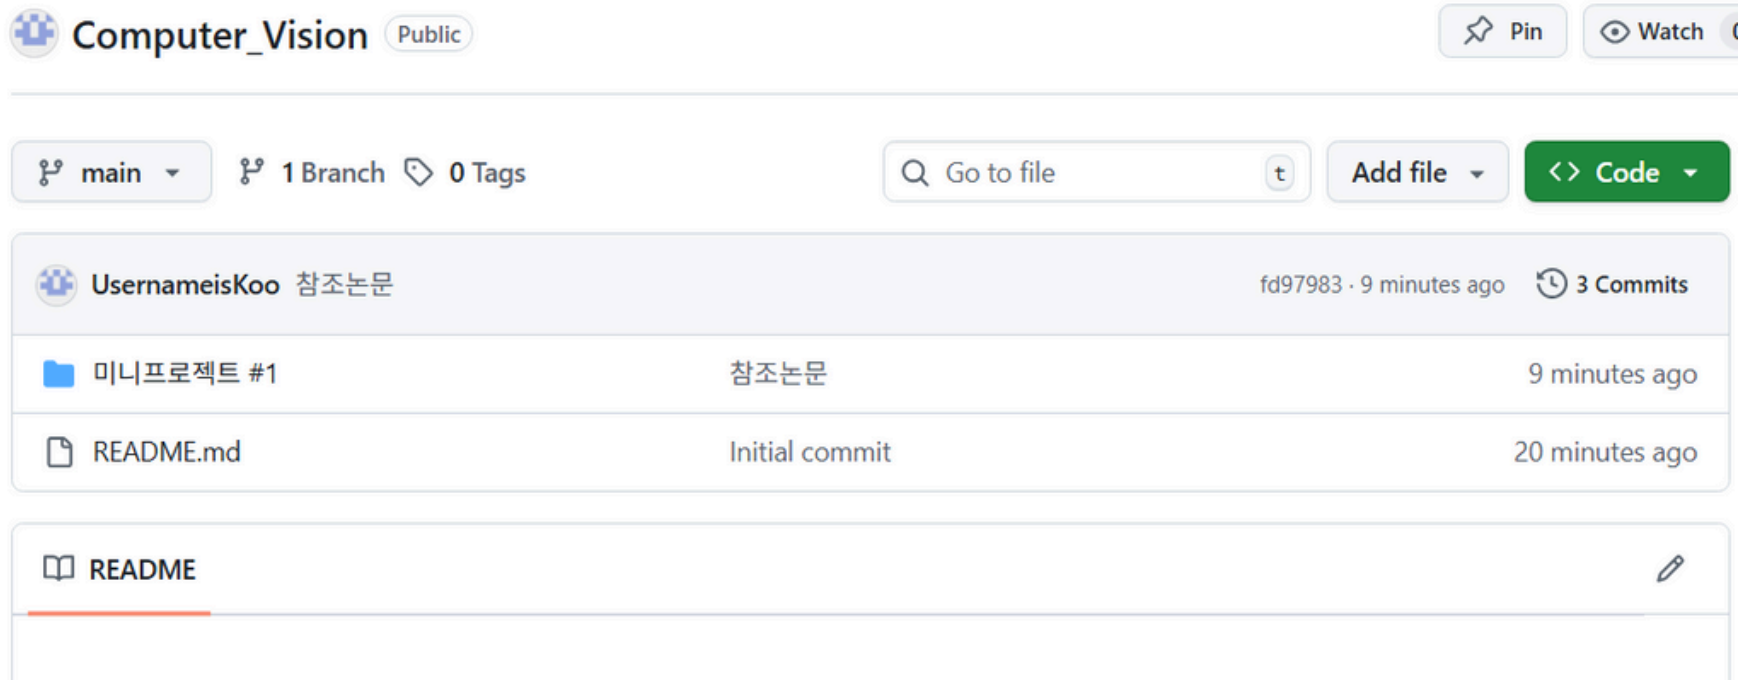 Computer_Vision Public Pin Watch
main 1 Branch 0 Tags Go to file t Add file Code
UsernameisKoo 참조논문 fd97983 · 9 minutes ago 3 Commits
미니프로젝트 #1 참조논문 9 minutes ago
README.md Initial commit 20 minutes ago
README